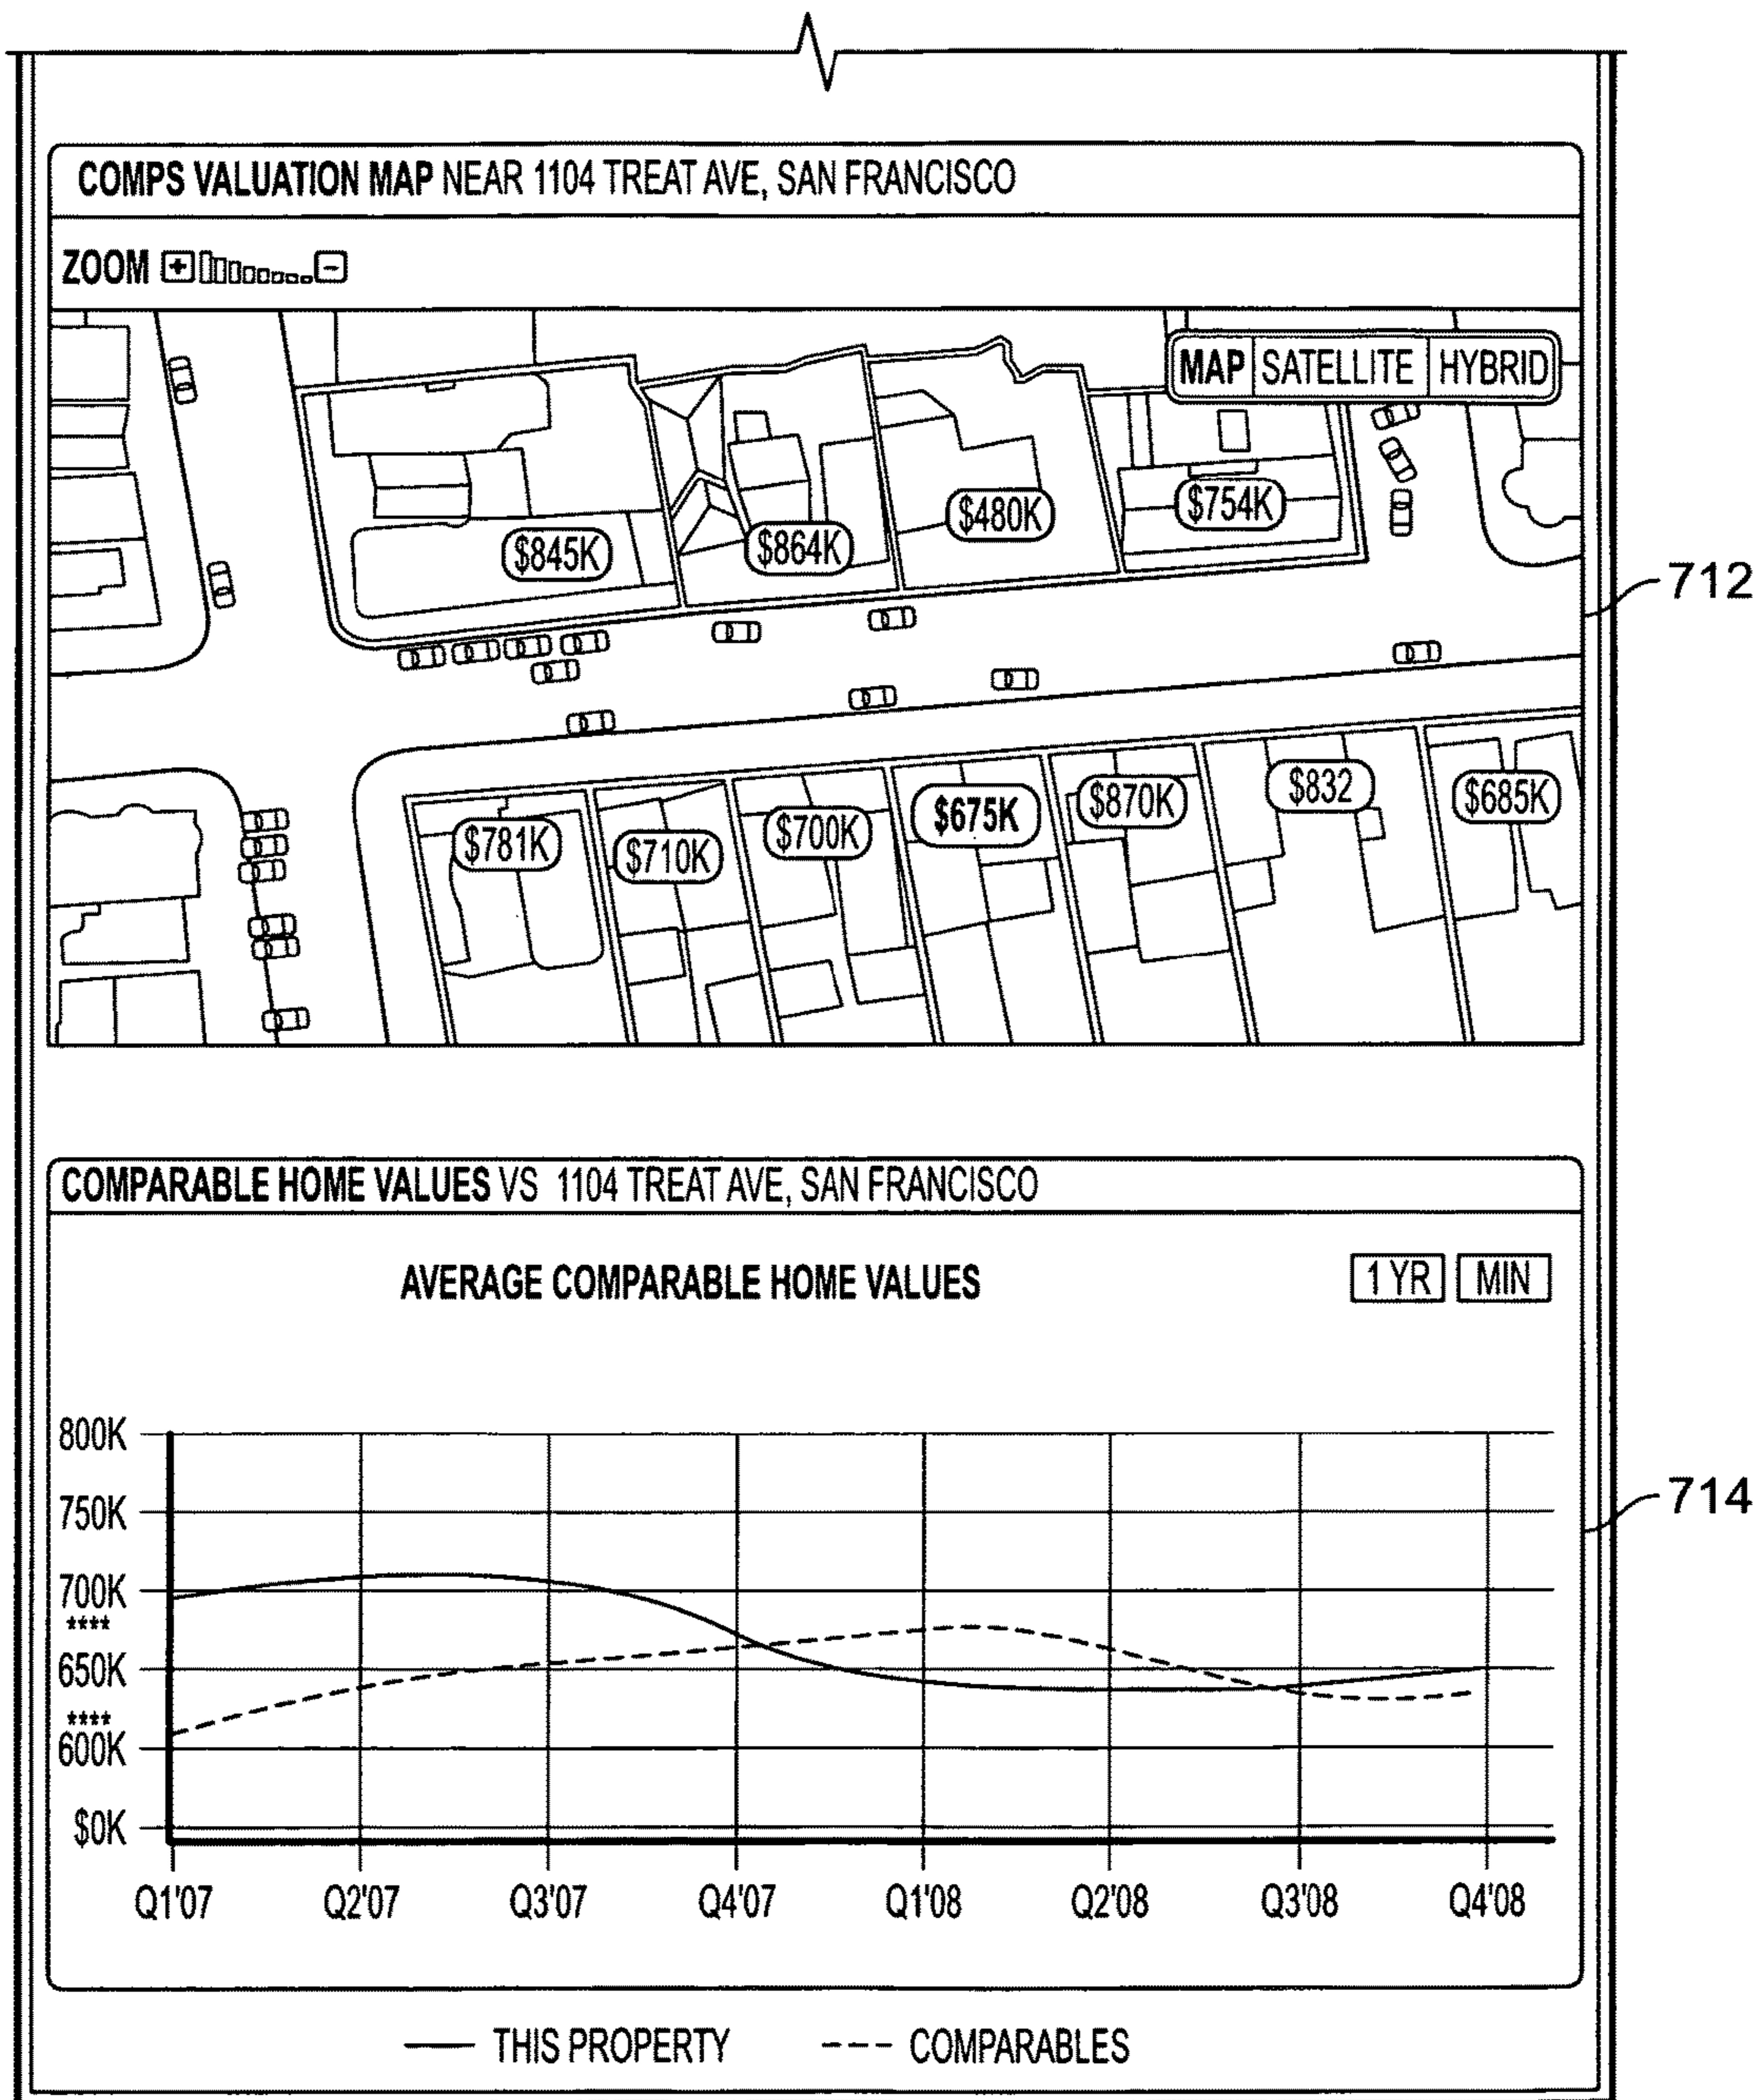 COMPS VALUATION MAP NEAR 1104 TREAT AVE, SAN FRANCISCO
ZOOM + −
MAP SATELLITE HYBRID
$845K $864K $480K $754K
712
$781K $710K $700K $675K $870K $832 $685K
COMPARABLE HOME VALUES VS 1104 TREAT AVE, SAN FRANCISCO
AVERAGE COMPARABLE HOME VALUES 1 YR MIN
800K
750K
714
700K
****
650K
****
600K
$0K
Q1'07 Q2'07 Q3'07 Q4'07 Q1'08 Q2'08 Q3'08 Q4'08
THIS PROPERTY COMPARABLES